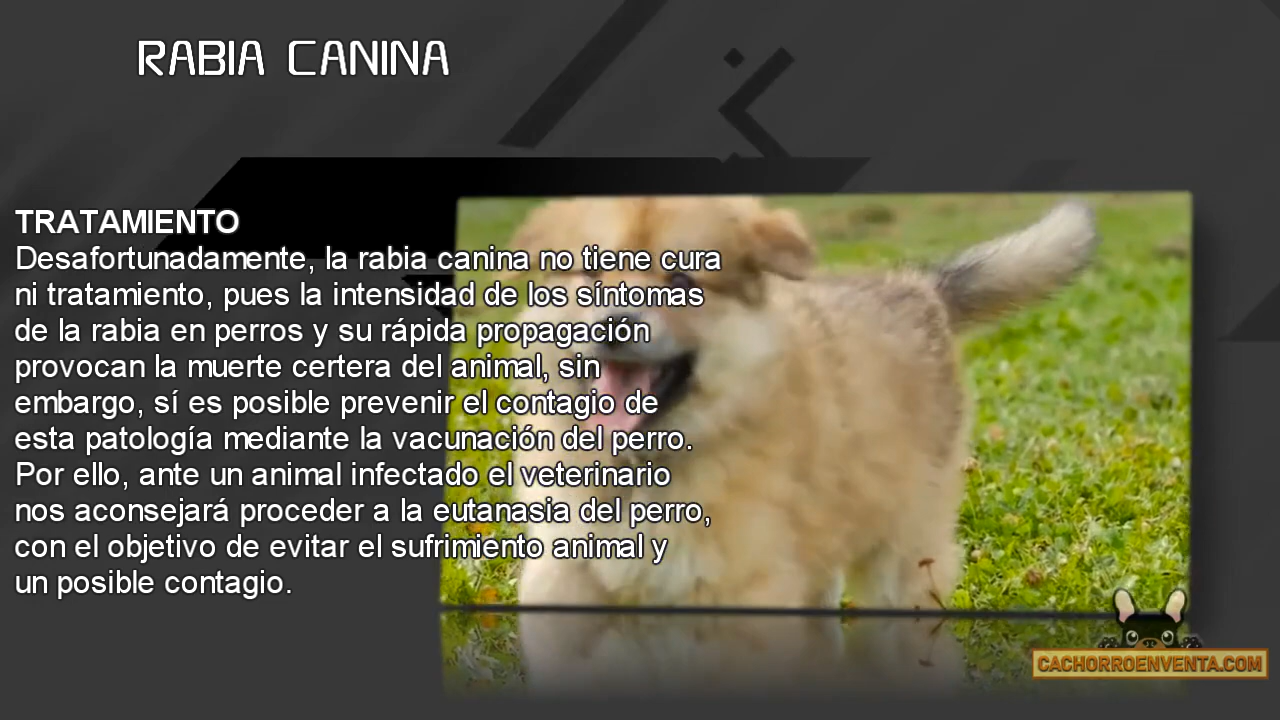 RABIA CANINA
TRATAMIENTO
Desafortunadamente, la rabia canina no tiene cura
ni tratamiento, pues la intensidad de los síntomas
de la rabia en perros y su rápida propagación
provocan la muerte certera del animal, sin
embargo, sí es posible prevenir el contagio de
esta patología mediante la vacunación del perro.
Por ello, ante un animal infectado el veterinario
nos aconsejará proceder a la eutanasia del perro,
con el objetivo de evitar el sufrimiento animal y
un posible contagio.
CACHORROENVENTA.COM